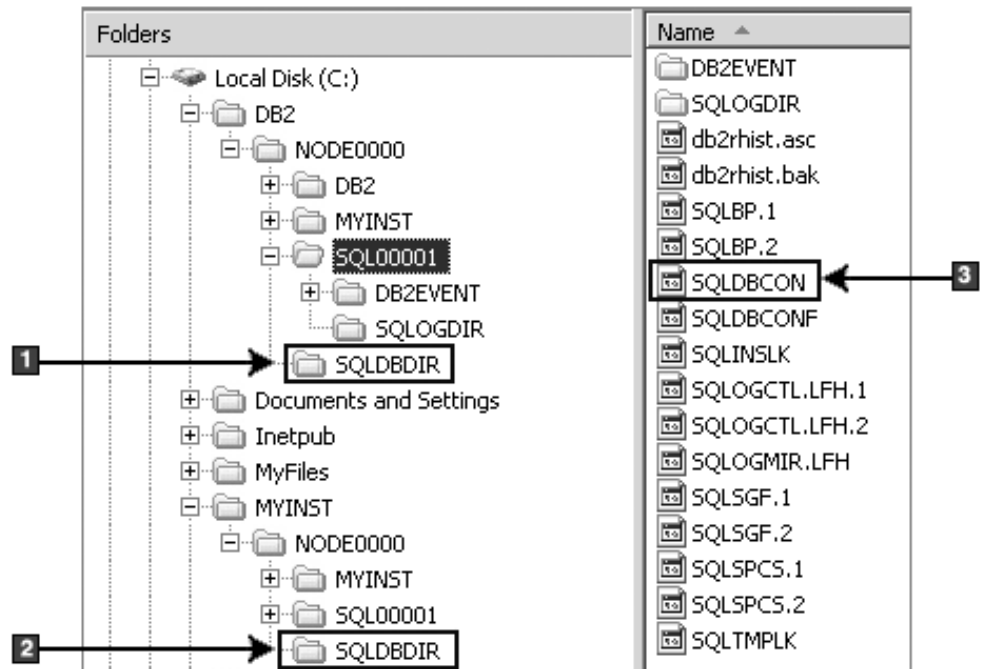 Folders
Local Disk (C:)
DB2
NODE0000
DB2
MYINST
SQL00001
DB2EVENT
SQLOGDIR
1
SQLDBDIR
Documents and Settings
Inetpub
MyFiles
MYINST
NODE0000
MYINST
SQL00001
2
SQLDBDIR
Name
DB2EVENT
SQLOGDIR
db2rhist.asc
db2rhist.bak
SQLBP.1
SQLBP.2
SQLDBCON
3
SQLDBCONF
SQLINSLK
SQLOGCTL.LFH.1
SQLOGCTL.LFH.2
SQLOGMIR.LFH
SQLSGF.1
SQLSGF.2
SQLSPCS.1
SQLSPCS.2
SQLTMPLK